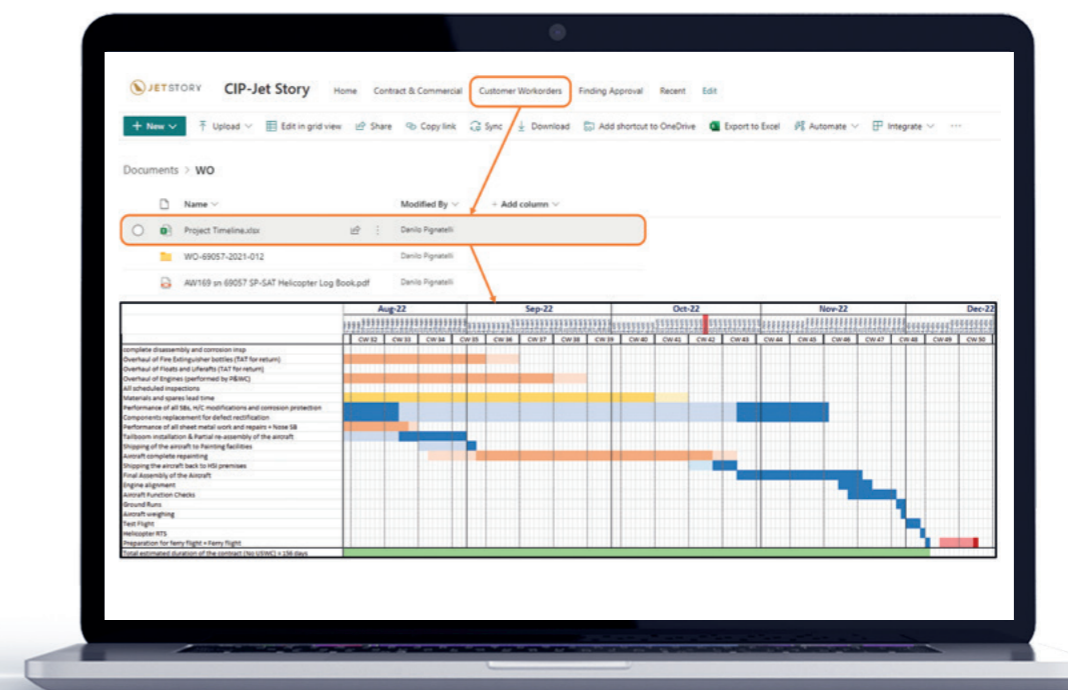 JETSTORY CIP-Jet Story Home Contract & Commercial Customer Workorders Finding Approval Recent Edit
+ New Upload Edit in grid view Share Copy link Sync Download Add shortcut to OneDrive Export to Excel Automate Integrate ...
Documents > WO
Name Modified By + Add column
Project Timeline.xlsx Danilo Pignatelli
WO-69057-2021-012 Danilo Pignatelli
AW169 sn 69057 SP-SAT Helicopter Log Book.pdf Danilo Pignatelli
Aug-22 Sep-22 Oct-22 Nov-22 Dec-22
CW 32 CW 33 CW 34 CW 35 CW 36 CW 37 CW 38 CW 39 CW 40 CW 41 CW 42 CW 43 CW 44 CW 45 CW 46 CW 47 CW 48 CW 49 CW 50
complete disassembly and corrosion insp
Overhaul of Fire Extinguisher bottles (TAT for return)
Overhaul of Floats and Liferafts (TAT for return)
Overhaul of Engines (performed by P&WC)
All scheduled inspections
Materials and spares lead time
Performance of all SBs, m/C modifications and corrosion protection
Components replacement for defect rectification
Performance of all sheet metal work and repairs + Nose SB
Tailboom installation & Partial re-assembly of the aircraft
Shipping of the aircraft to Painting facilities
Aircraft complete repainting
Shipping the aircraft back to HSI premises
Final Assembly of the Aircraft
Engine alignment
Aircraft Function Checks
Ground Runs
Aircraft weighing
Test Flight
Helicopter RTS
Preparation for ferry flight + Ferry flight
Total estimated duration of the contract (No USWC) = 156 days